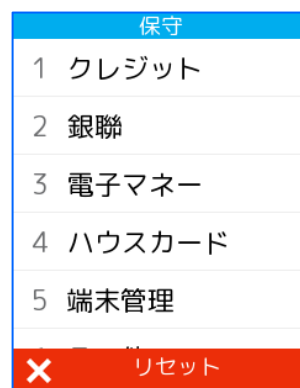 保守
1 クレジット
2 銀聯
3 電子マネー
4 ハウスカード
5 端末管理
リセット